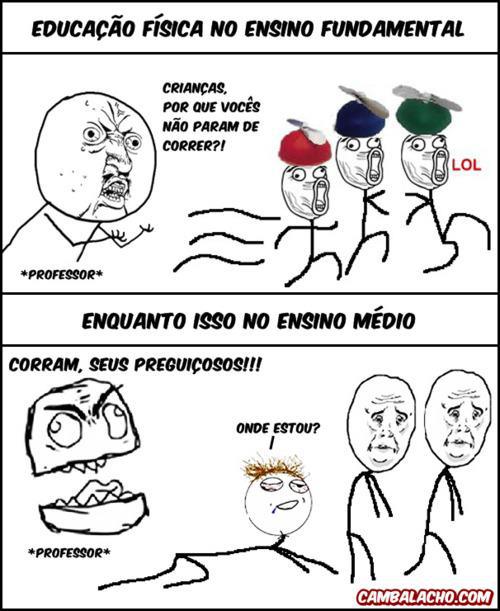 EDUCAÇÃO FÍSICA NO ENSINO FUNDAMENTAL
CRIANÇAS,
POR QUE VOCÊS
NÃO PARAM DE
CORRER?!
LOL
*PROFESSOR*
ENQUANTO ISSO NO ENSINO MÉDIO
CORRAM, SEUS PREGUIÇOSOS!!!
ONDE ESTOU?
*PROFESSOR*
CAMBALACHO.COM